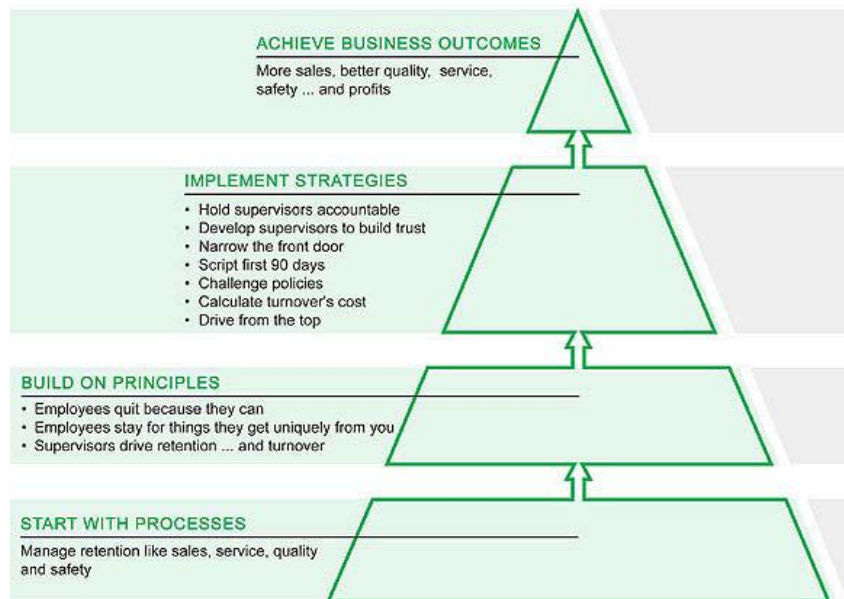 ACHIEVE BUSINESS OUTCOMES
More sales, better quality, service,
safety ... and profits
IMPLEMENT STRATEGIES
• Hold supervisors accountable
• Develop supervisors to build trust
• Narrow the front door
• Script first 90 days
• Challenge policies
• Calculate turnover's cost
• Drive from the top
BUILD ON PRINCIPLES
• Employees quit because they can
• Employees stay for things they get uniquely from you
• Supervisors drive retention ... and turnover
START WITH PROCESSES
Manage retention like sales, service, quality
and safety